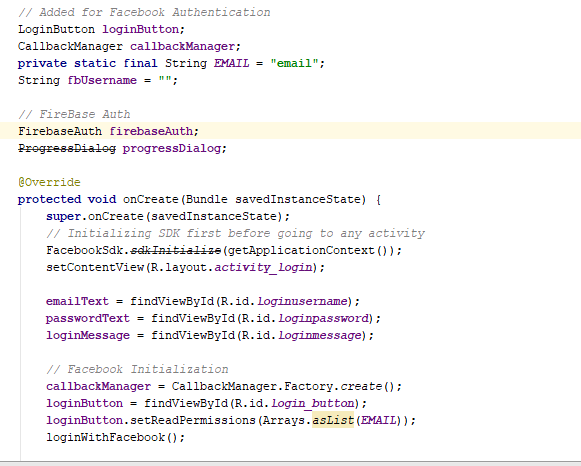 // Added for Facebook Authentication
LoginButton loginButton;
CallbackManager callbackManager;
private static final String EMAIL = "email";
String fbUsername = "";
// FireBase Auth
FirebaseAuth firebaseAuth;
ProgressDialog progressDialog;
@Override
protected void onCreate(Bundle savedInstanceState) {
super.onCreate(savedInstanceState);
// Initializing SDK first before going to any activity
FacebookSdk.sdkInitialize(getApplicationContext());
setContentView(R.layout.activity_login);
emailText = findViewById(R.id.loginusername);
passwordText = findViewById(R.id.loginpassword);
loginMessage = findViewById(R.id.loginmessage);
// Facebook Initialization
callbackManager = CallbackManager.Factory.create();
loginButton = findViewById(R.id.login_button);
loginButton.setReadPermissions(Arrays.asList(EMAIL));
loginWithFacebook();